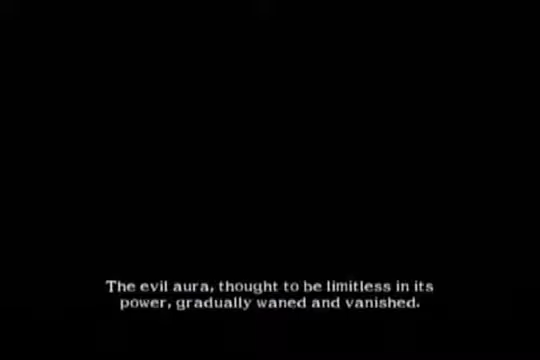 The evil aura, thought to be limitless in its
power, gradually waned and vanished.